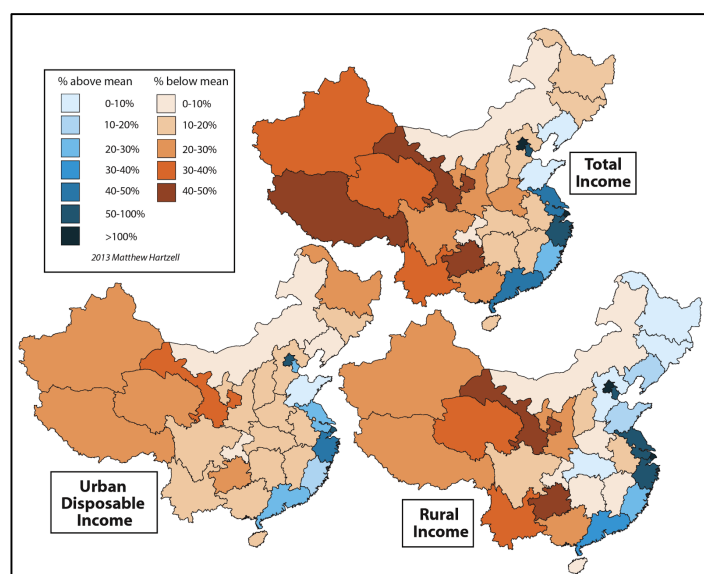 % above mean % below mean
0-10% 0-10%
10-20% 10-20%
20-30% 20-30%
30-40% 30-40%
40-50% 40-50%
50-100%
>100%
2013 Matthew Hartzell
Total
Income
Urban
Disposable
Income
Rural
Income